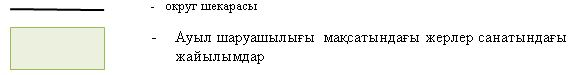 - округ шекарасы
- Ауыл шаруашылығы мақсатындағы жерлер санатындағы
жайылымдар